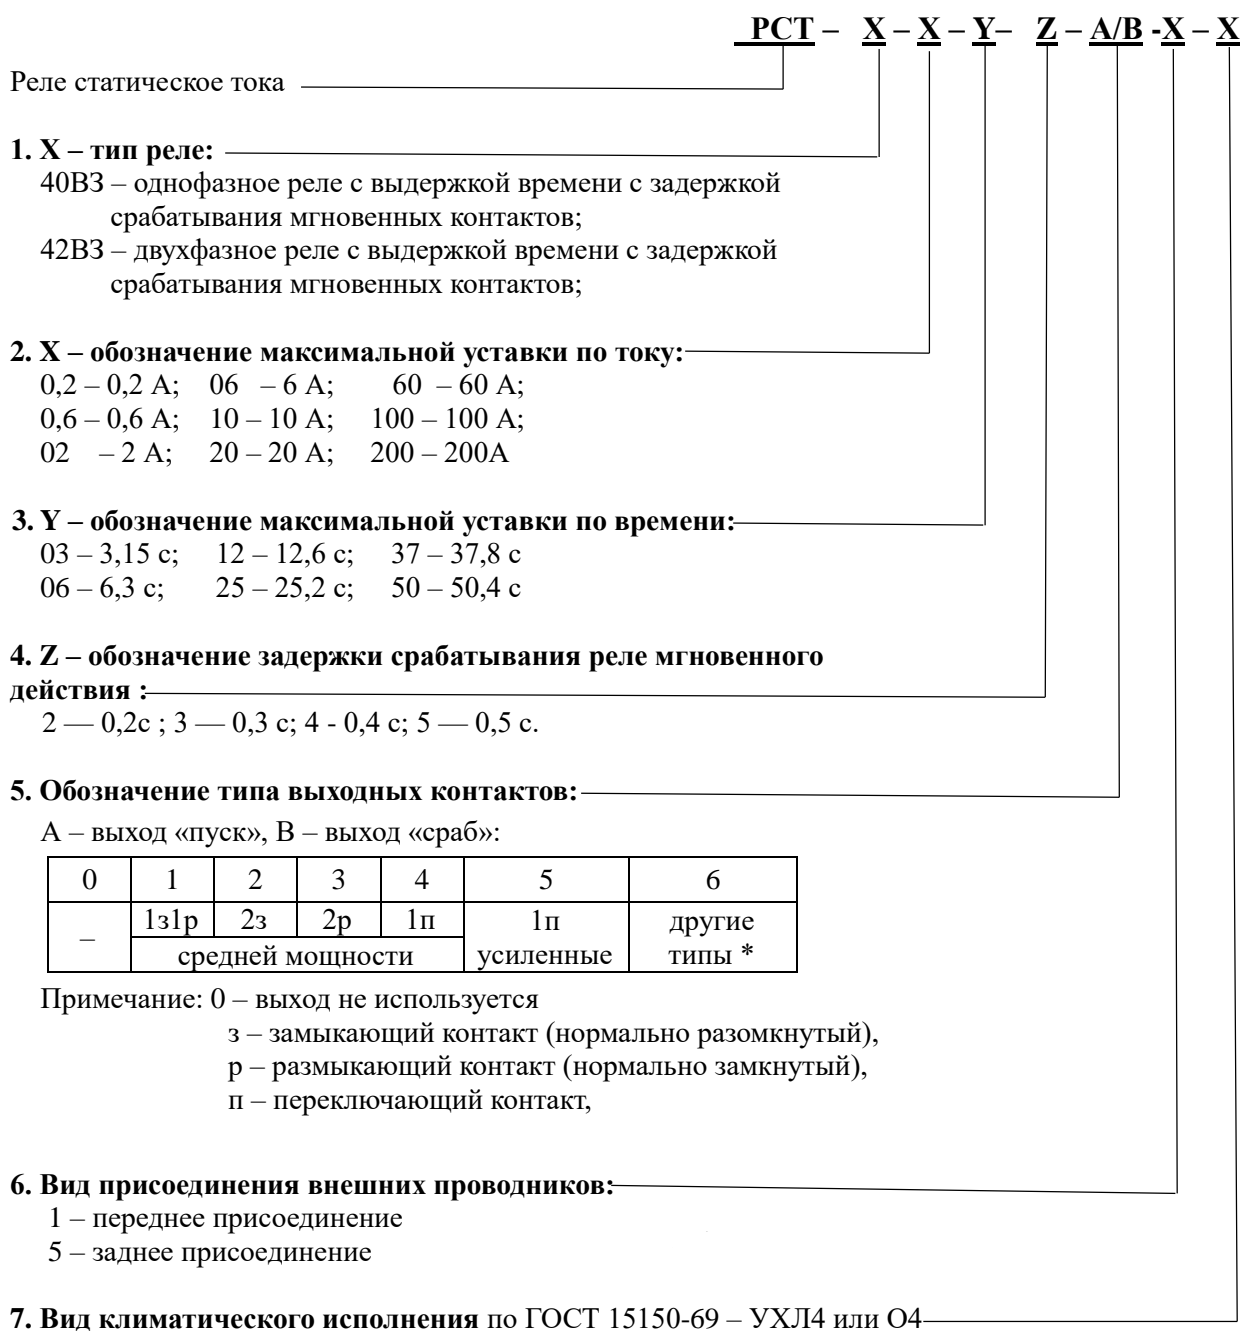 РСТ – X – X – Y– Z – A/B -X – X
Реле статическое тока
1. X – тип реле:
40ВЗ – однофазное реле с выдержкой времени с задержкой
срабатывания мгновенных контактов;
42ВЗ – двухфазное реле с выдержкой времени с задержкой
срабатывания мгновенных контактов;
2. X – обозначение максимальной уставки по току:
0,2 – 0,2 А; 06 – 6 А; 60 – 60 А;
0,6 – 0,6 А; 10 – 10 А; 100 – 100 А;
02 – 2 А; 20 – 20 А; 200 – 200А
3. Y – обозначение максимальной уставки по времени:
03 – 3,15 с; 12 – 12,6 с; 37 – 37,8 с
06 – 6,3 с; 25 – 25,2 с; 50 – 50,4 с
4. Z – обозначение задержки срабатывания реле мгновенного
действия :
2 — 0,2с ; 3 — 0,3 с; 4 - 0,4 с; 5 — 0,5 с.
5. Обозначение типа выходных контактов:
А – выход «пуск», В – выход «сраб»:
0 1 2 3 4 5 6
– 1з1р 2з 2р 1п 1п другие
средней мощности усиленные типы *
Примечание: 0 – выход не используется
з – замыкающий контакт (нормально разомкнутый),
р – размыкающий контакт (нормально замкнутый),
п – переключающий контакт,
6. Вид присоединения внешних проводников:
1 – переднее присоединение
5 – заднее присоединение
7. Вид климатического исполнения по ГОСТ 15150-69 – УХЛ4 или О4